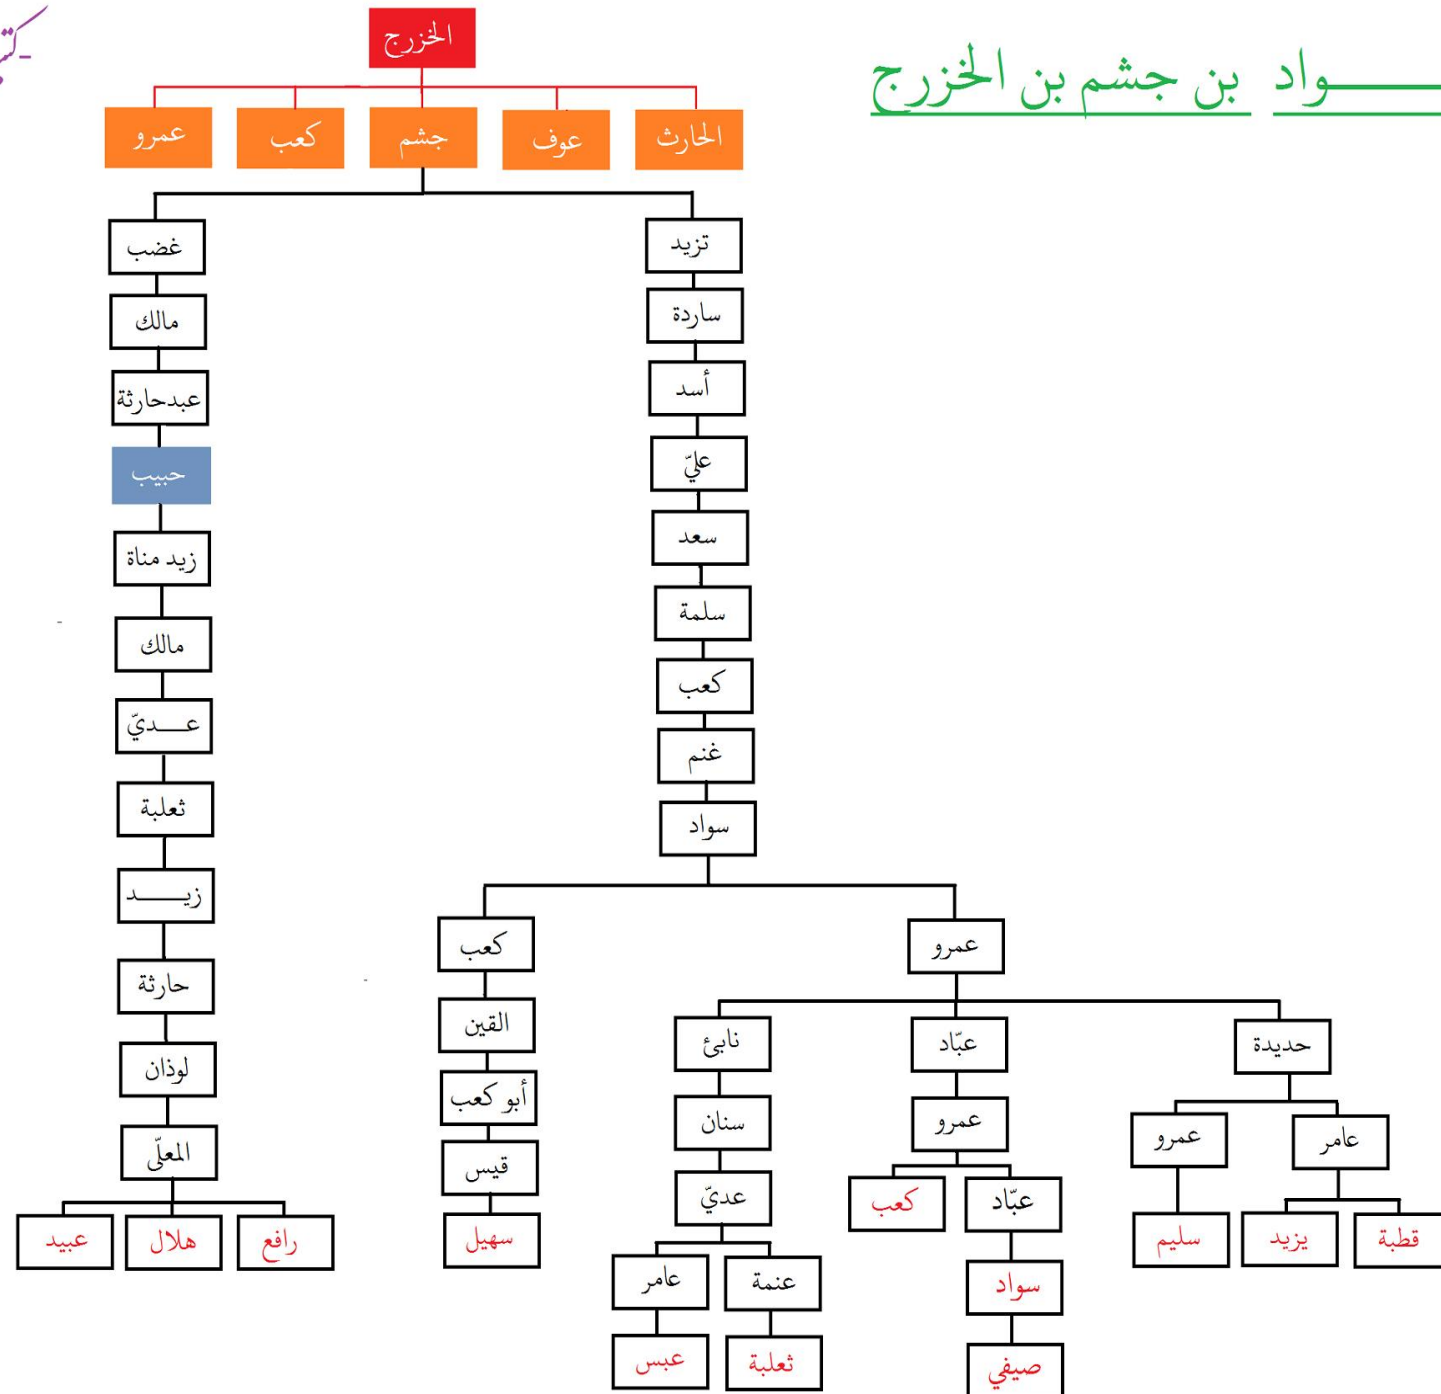 ـــواد بن جشم بن الخزرج
الخزرج
الحارث عوف جشم كعب عمرو
تزيد غضب
ساردة مالك
أسد عبدحارثة
عليّ حبيب
سعد زيد مناة
سلمة مالك
كعب عـــديّ
غنم ثعلبة
سواد زيـــد
عمرو كعب حارثة
حديدة عبّاد نابئ القين لوذان
عامر عمرو عمرو سنان أبو كعب المعلّى
قطبة يزيد سليم عبّاد كعب عديّ قيس
سهيل رافع هلال عبيد
سواد عنمة عامر
صيفي ثعلبة عبس